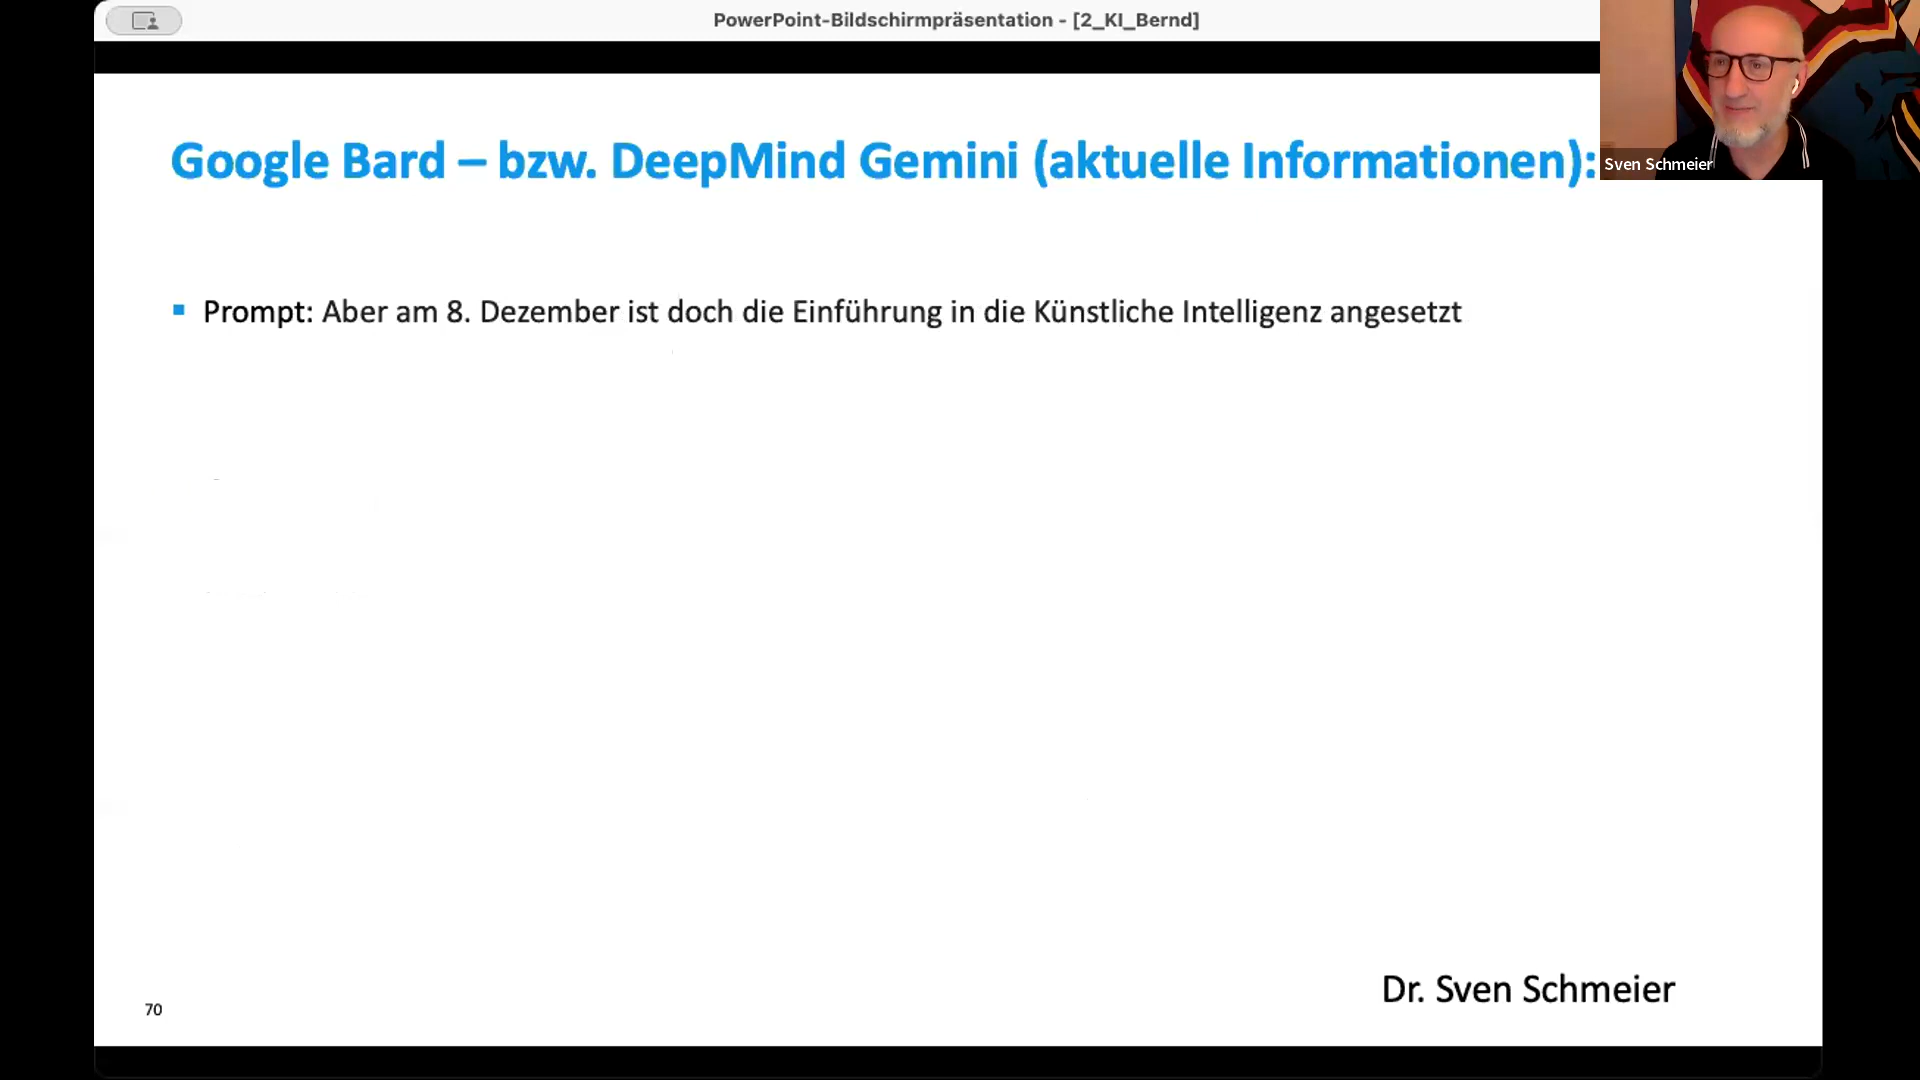 PowerPoint-Bildschirmpräsentation - [2_KI_Bernd]
Google Bard – bzw. DeepMind Gemini (aktuelle Informationen):
Sven Schmeier
▪ Prompt: Aber am 8. Dezember ist doch die Einführung in die Künstliche Intelligenz angesetzt
Dr. Sven Schmeier
70